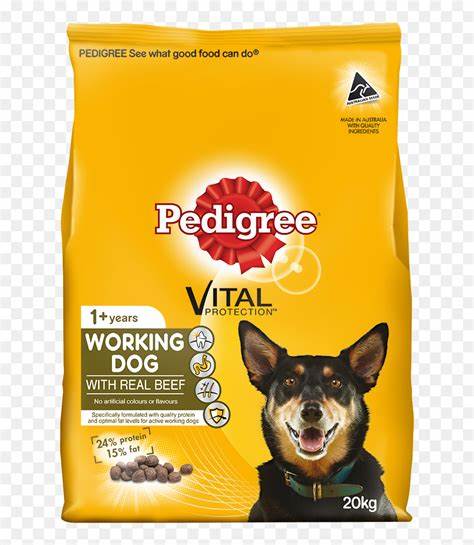 PEDIGREE See what good food can do®
MADE IN AUSTRALIA
WITH QUALITY
INGREDIENTS
Pedigree®
VITAL
PROTECTION™
1+ years
WORKING
DOG
WITH REAL BEEF
No artificial colours or flavours
Specifically formulated with quality protein
and optimal fat levels for active working dogs
24% protein
15% fat
20kg